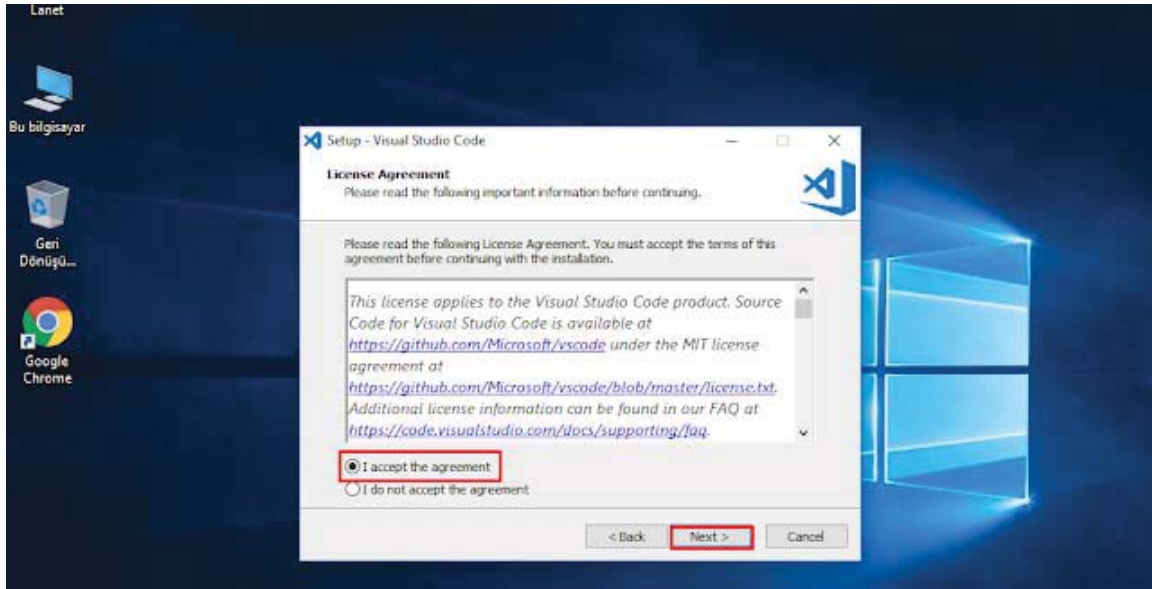 Lanet
Bu bilgisayar
Geri
Dönüşü...
Google
Chrome
Setup - Visual Studio Code
License Agreement
Please read the following important information before continuing.
Please read the following License Agreement. You must accept the terms of this
agreement before continuing with the installation.
This license applies to the Visual Studio Code product. Source
Code for Visual Studio Code is available at
https://github.com/Microsoft/vscode under the MIT license
agreement at
https://github.com/Microsoft/vscode/blob/master/license.txt.
Additional license information can be found in our FAQ at
https://code.visualstudio.com/docs/supporting/faq.
I accept the agreement
I do not accept the agreement
< Back Next > Cancel